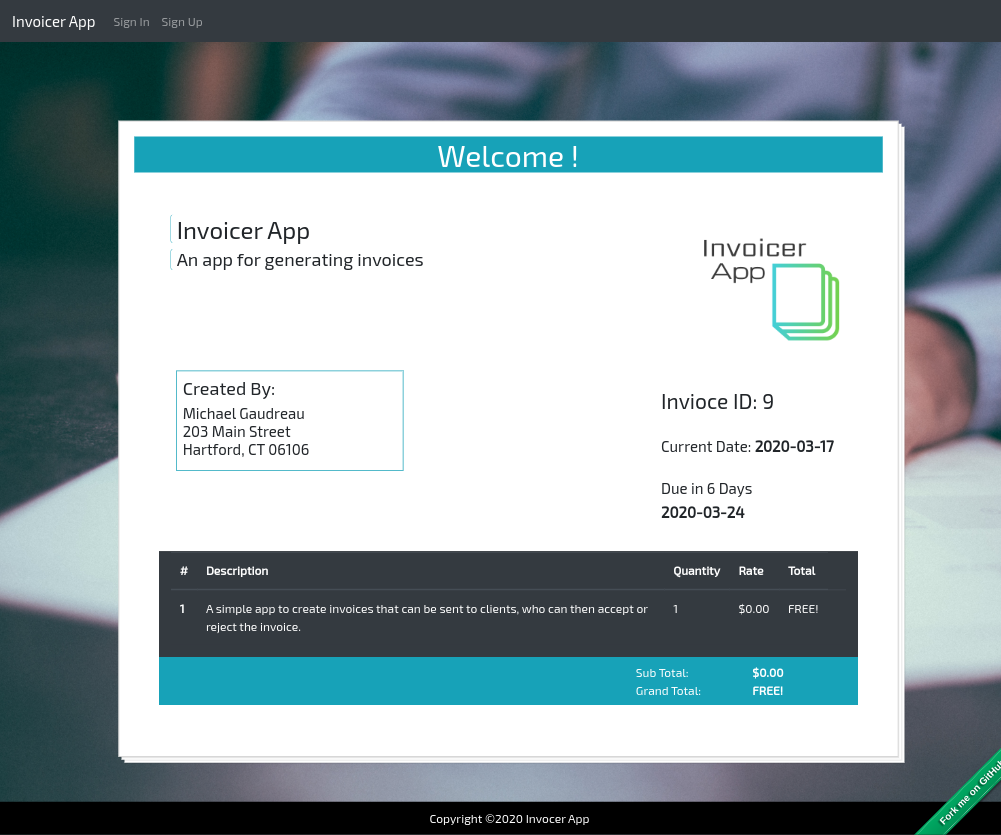 Invoicer App Sign In Sign Up
Welcome !
Invoicer App
An app for generating invoices
Invoicer
App
Created By:
Michael Gaudreau
203 Main Street
Hartford, CT 06106
Invioce ID: 9
Current Date: 2020-03-17
Due in 6 Days
2020-03-24
# Description Quantity Rate Total
1 A simple app to create invoices that can be sent to clients, who can then accept or 1 $0.00 FREE!
reject the invoice.
Sub Total: $0.00
Grand Total: FREE!
Fork me on GitHub
Copyright ©2020 Invocer App